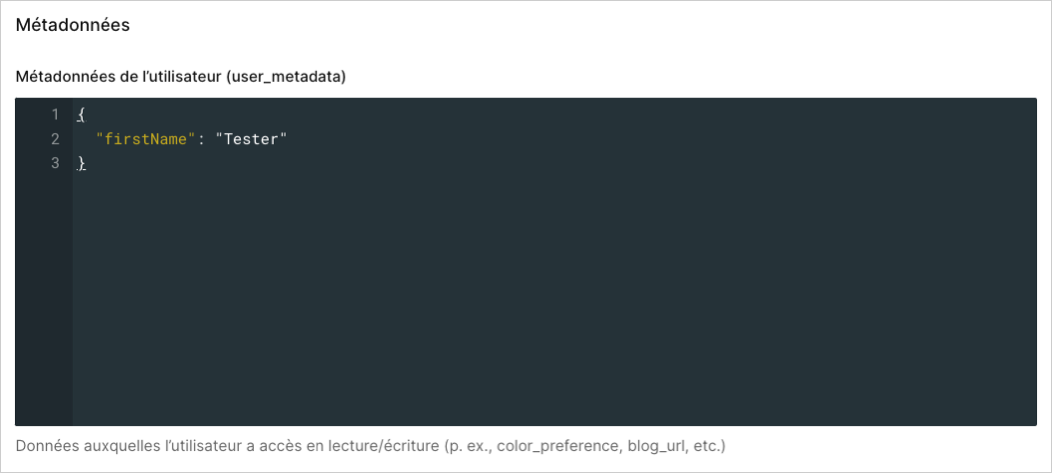 Métadonnées
Métadonnées de l’utilisateur (user_metadata)
1 {
2 "firstName": "Tester"
3 }
Données auxquelles l’utilisateur a accès en lecture/écriture (p. ex., color_preference, blog_url, etc.)